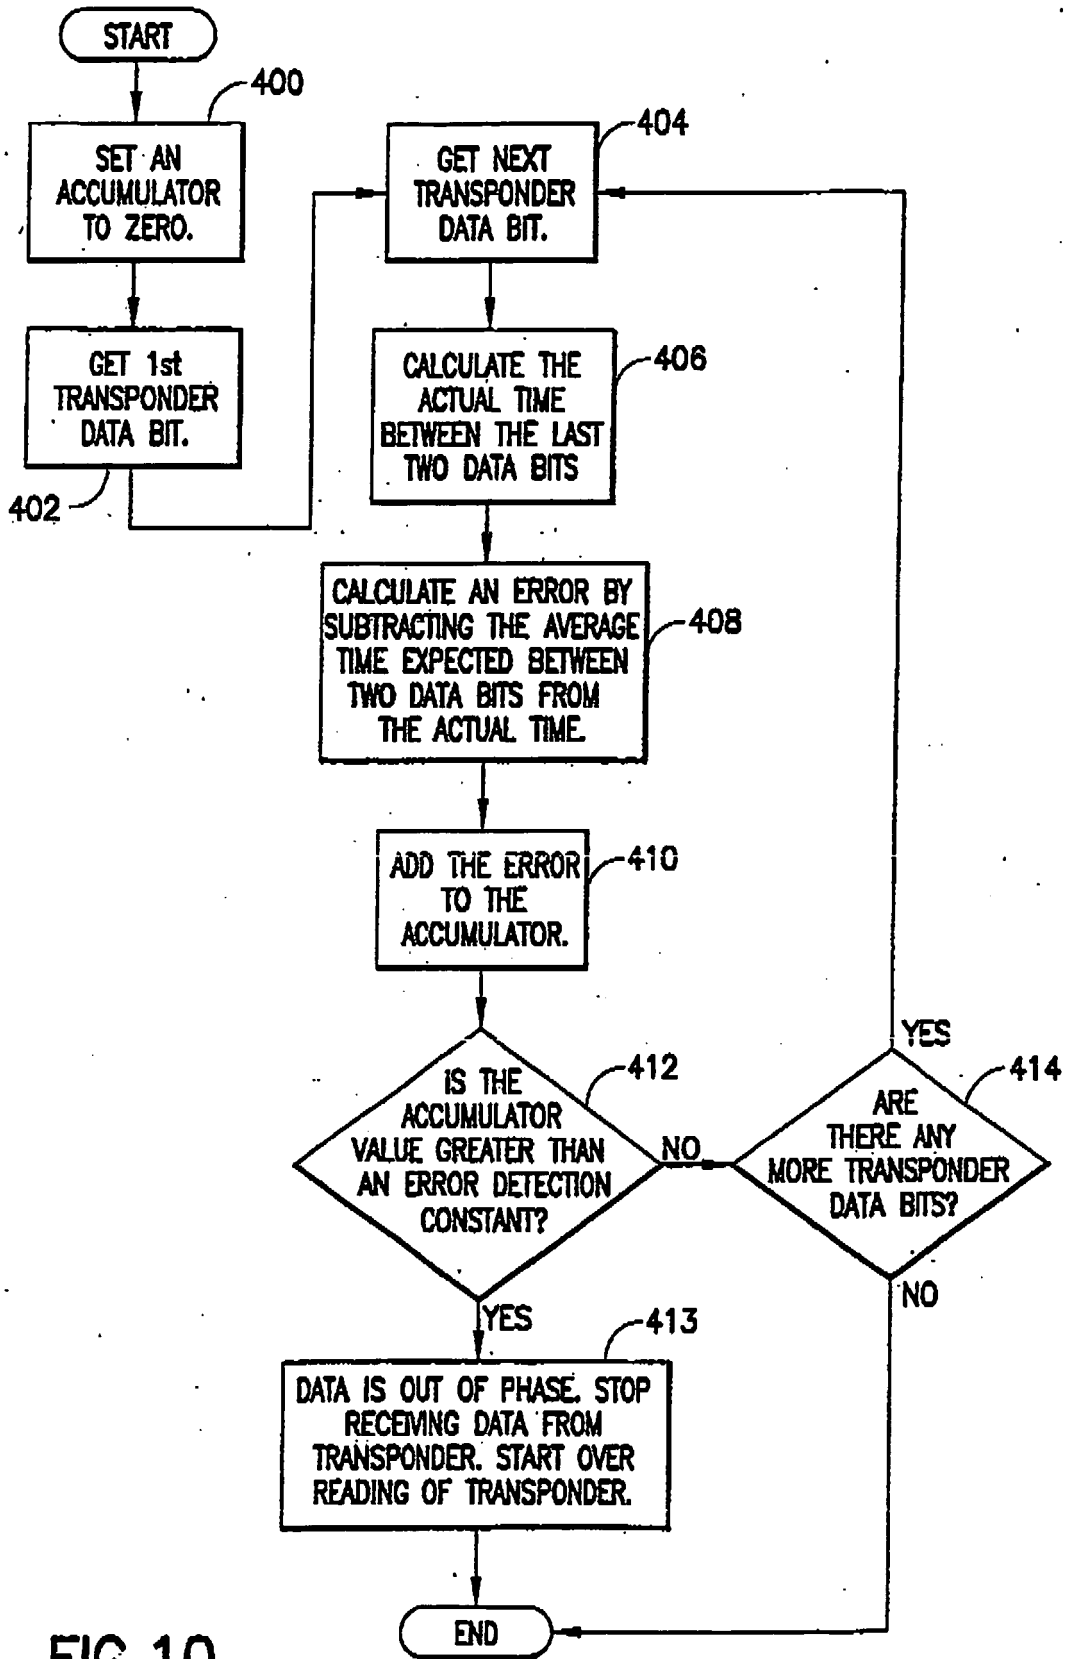 START
400
SET AN
ACCUMULATOR
TO ZERO.
GET 1st
TRANSPONDER
DATA BIT.
402
404
GET NEXT
TRANSPONDER
DATA BIT.
406
CALCULATE THE
ACTUAL TIME
BETWEEN THE LAST
TWO DATA BITS
408
CALCULATE AN ERROR BY
SUBTRACTING THE AVERAGE
TIME EXPECTED BETWEEN
TWO DATA BITS FROM
THE ACTUAL TIME.
410
ADD THE ERROR
TO THE
ACCUMULATOR.
412
IS THE
ACCUMULATOR
VALUE GREATER THAN
AN ERROR DETECTION
CONSTANT?
NO
YES
414
ARE
THERE ANY
MORE TRANSPONDER
DATA BITS?
NO
YES
413
DATA IS OUT OF PHASE. STOP
RECEIVING DATA FROM
TRANSPONDER. START OVER
READING OF TRANSPONDER.
END
FIG. 10